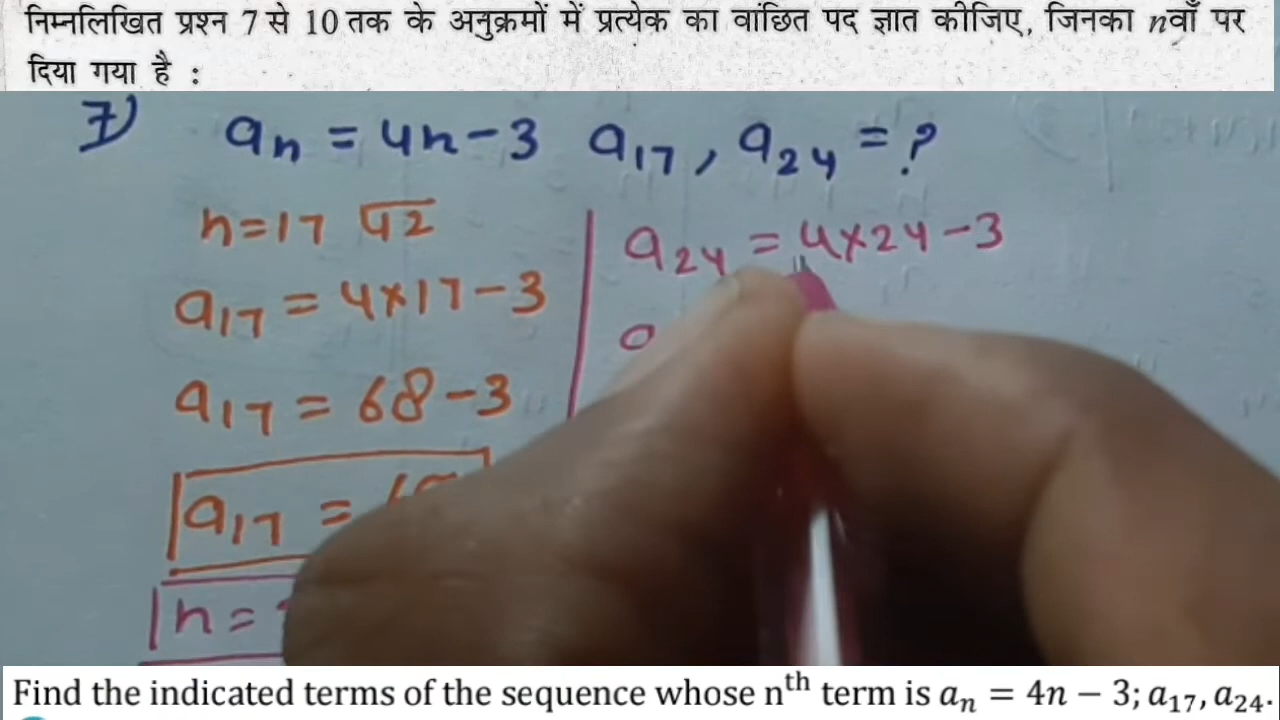 निम्नलिखित प्रश्न 7 से 10 तक के अनुक्रमों में प्रत्येक का वांछित पद ज्ञात कीजिए, जिनका nवाँ पर
दिया गया है :
7) an = 4n - 3 a17, a24 = ?
n = 17
a17 = 4×17 - 3
a17 = 68 - 3
a17 =
n =
a24 = 4×24 - 3
Find the indicated terms of the sequence whose nth term is an = 4n − 3; a17, a24.